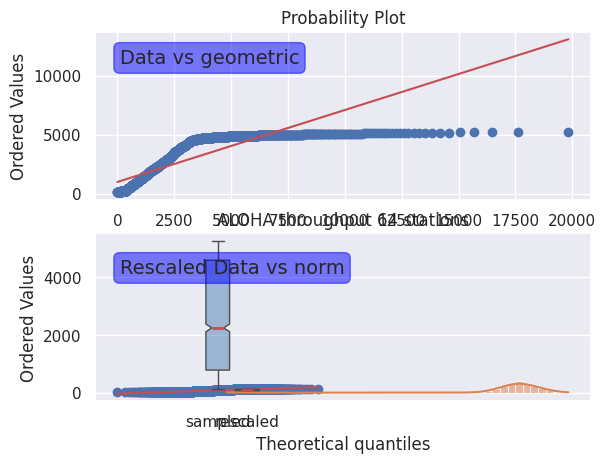 Probability Plot
Data vs geometric
Ordered Values
10000
5000
0
0 2500 5000 7500 10000 12500 15000 17500 20000
ALOHA throughput 64 stations
Rescaled Data vs norm
Ordered Values
4000
2000
0
sampled rescaled
Theoretical quantiles